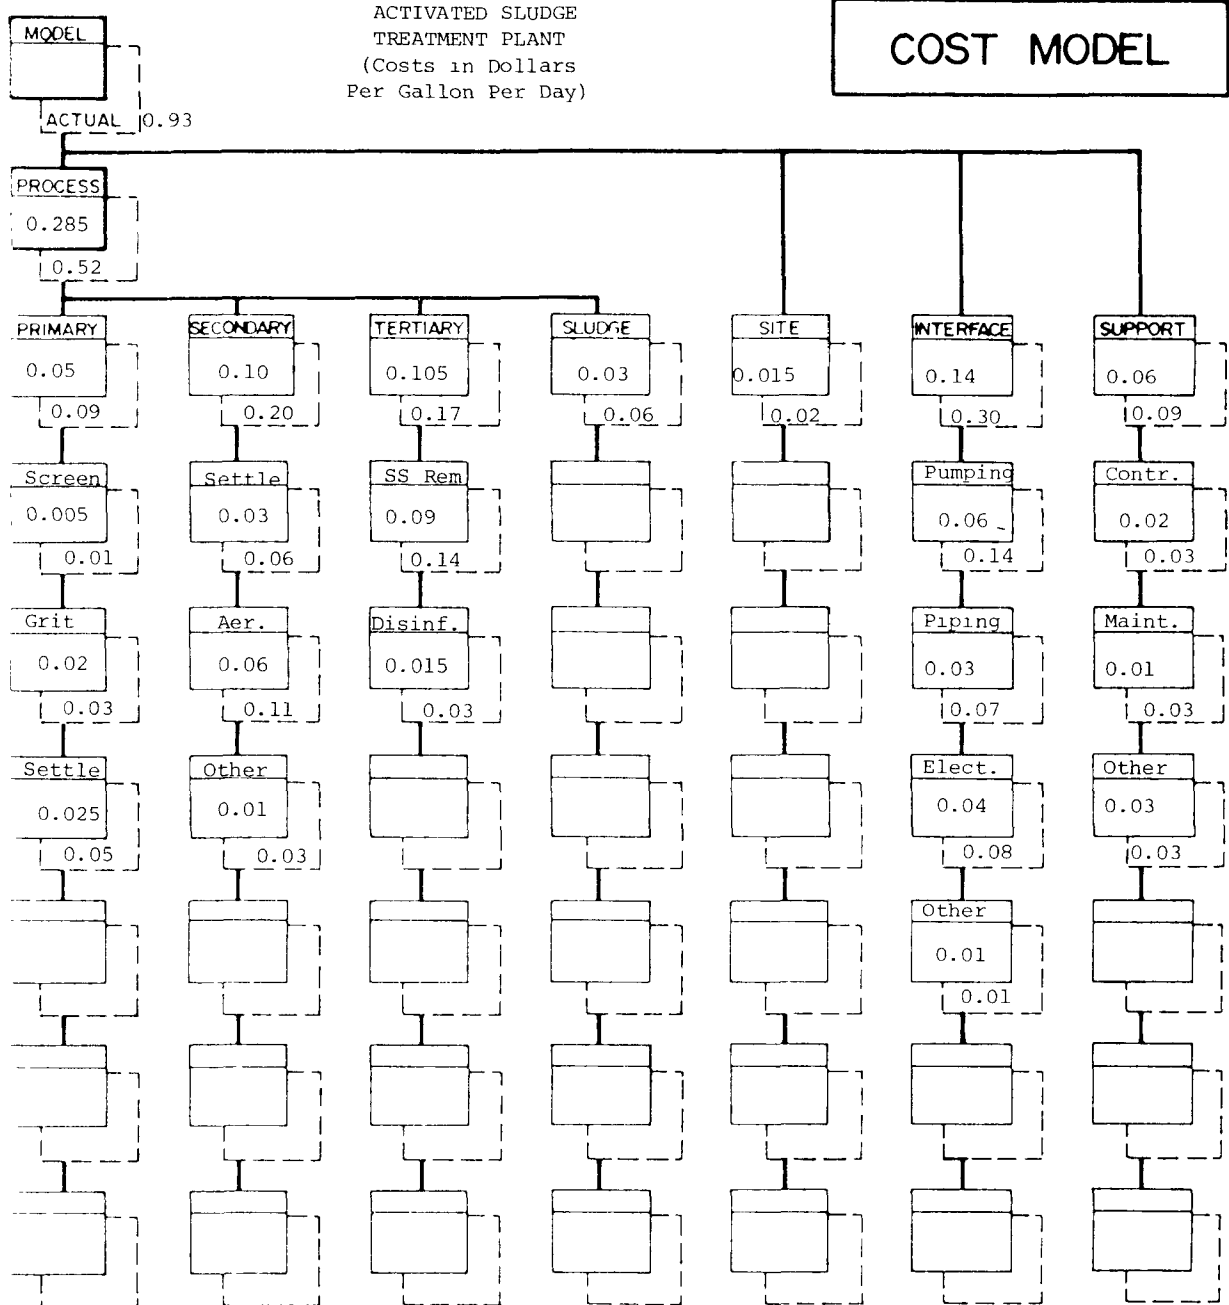 ACTIVATED SLUDGE
TREATMENT PLANT
(Costs in Dollars
Per Gallon Per Day)
COST MODEL
MODEL
ACTUAL 0.93
PROCESS
0.285
0.52
PRIMARY SECONDARY TERTIARY SLUDGE SITE INTERFACE SUPPORT
0.05 0.10 0.105 0.03 0.015 0.14 0.06
0.09 0.20 0.17 0.06 0.02 0.30 0.09
Screen Settle SS Rem Pumping Contr.
0.005 0.03 0.09 0.06 0.02
0.01 0.06 0.14 0.14 0.03
Grit Aer. Disinf. Piping Maint.
0.02 0.06 0.015 0.03 0.01
0.03 0.11 0.03 0.07 0.03
Settle Other Elect. Other
0.025 0.01 0.04 0.03
0.05 0.03 0.08 0.03
Other
0.01
0.01